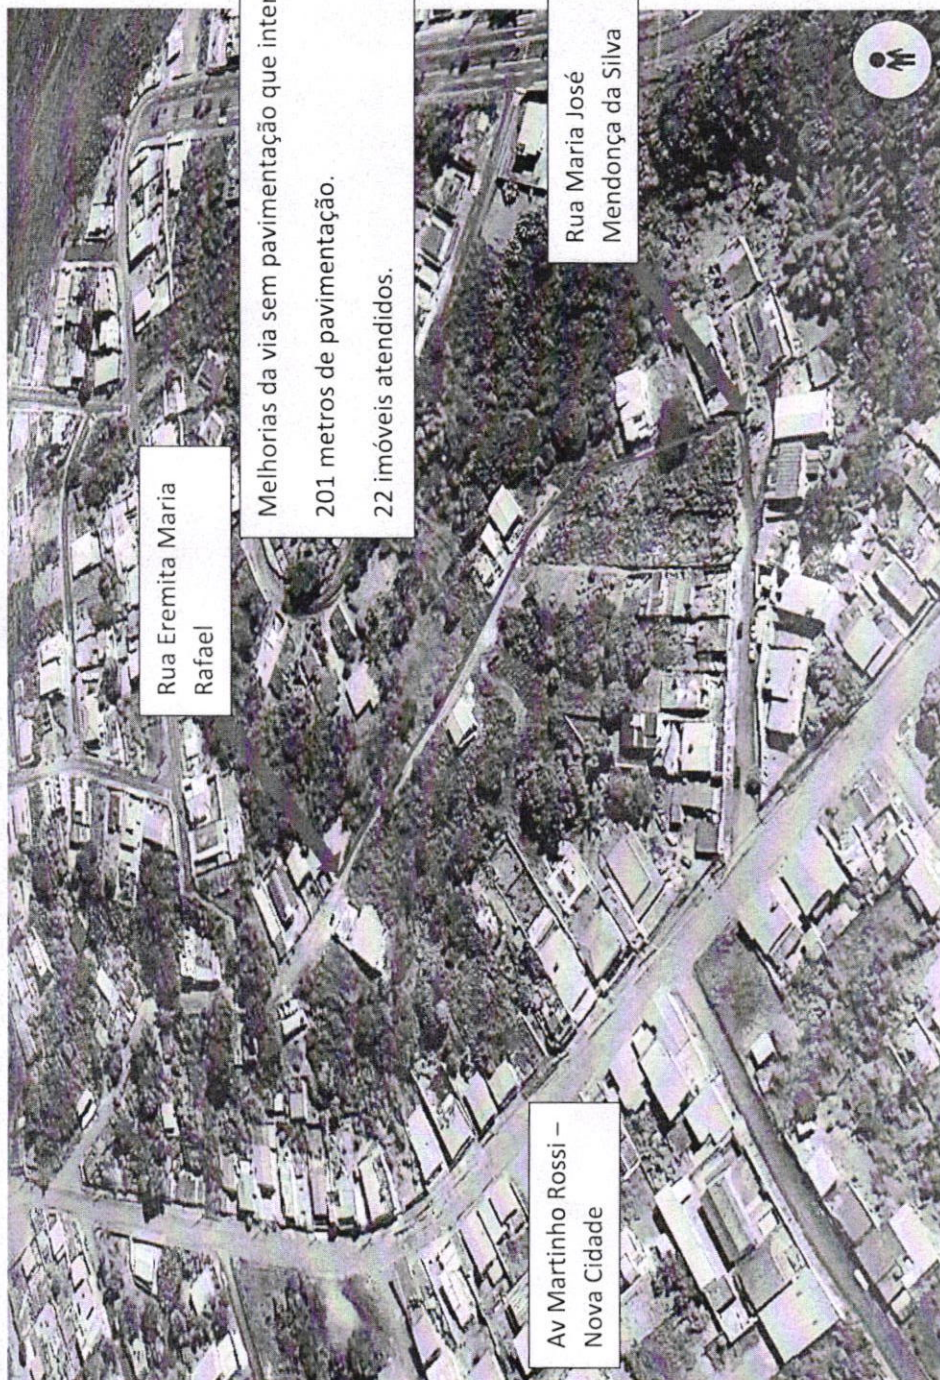 Rua Eremita Maria
Rafael
Melhorias da via sem pavimentação que
201 metros de pavimentação.
22 imóveis atendidos.
Rua Maria José
Mendonça da Silva
Av Martinho Rossi –
Nova Cidade